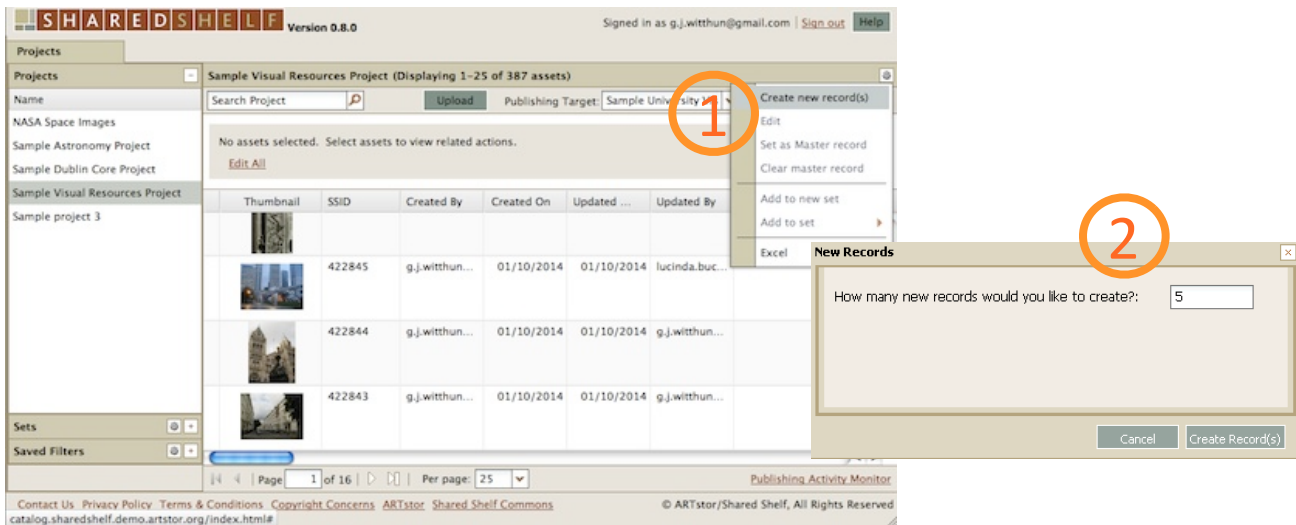 SHAREDSHELF Version 0.8.0
Signed in as g.j.witthun@gmail.com | Sign out Help
Projects
Projects
Name
NASA Space Images
Sample Astronomy Project
Sample Dublin Core Project
Sample Visual Resources Project
Sample project 3
Sets
Saved Filters
Sample Visual Resources Project (Displaying 1-25 of 387 assets)
Search Project Upload Publishing Target: Sample University
No assets selected. Select assets to view related actions.
Edit All
Thumbnail SSID Created By Created On Updated ... Updated By
422845 g.j.witthun... 01/10/2014 01/10/2014 lucinda.buc...
422844 g.j.witthun... 01/10/2014 01/10/2014 g.j.witthun...
422843 g.j.witthun... 01/10/2014 01/10/2014 g.j.witthun...
1
Create new record(s)
Edit
Set as Master record
Clear master record
Add to new set
Add to set
Excel
2
New Records
How many new records would you like to create?: 5
Cancel Create Record(s)
Page 1 of 16 | Per page: 25
Publishing Activity Monitor
Contact Us Privacy Policy Terms & Conditions Copyright Concerns ARTstor Shared Shelf Commons
© ARTstor/Shared Shelf, All Rights Reserved
catalog.sharedshelf.demo.artstor.org/index.html#